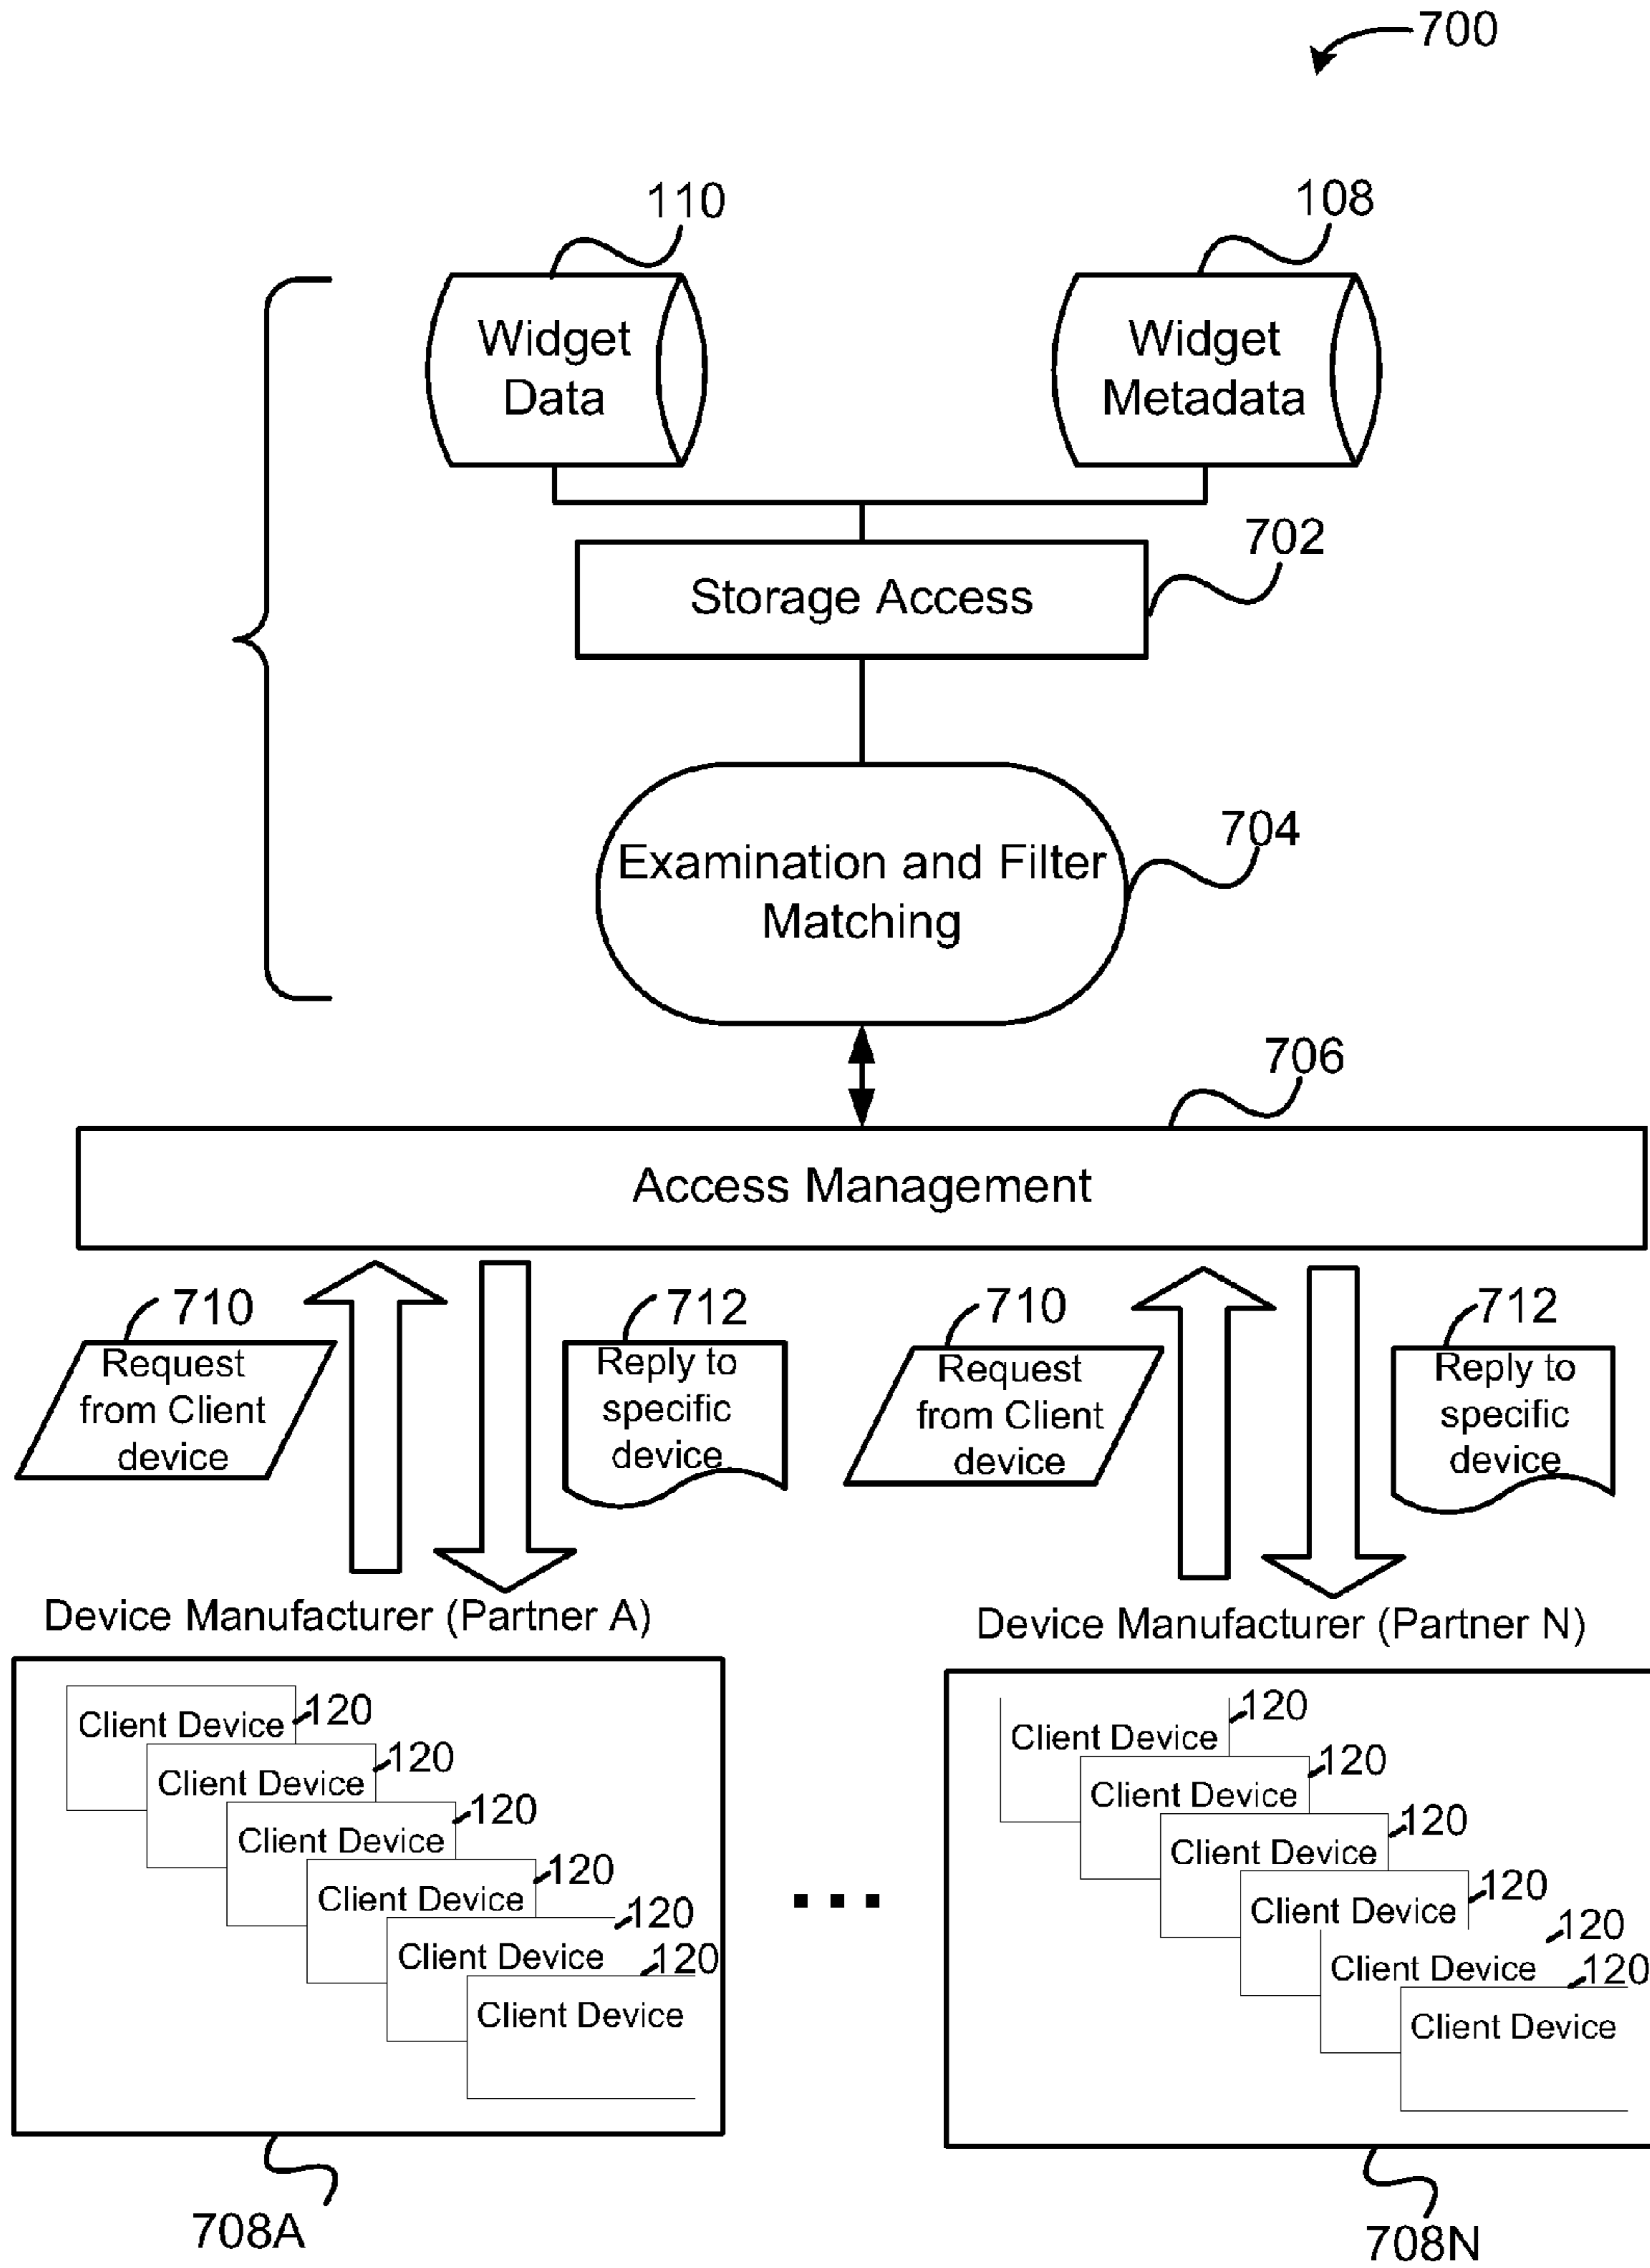 700
110
108
Widget
Data
Widget
Metadata
702
Storage Access
704
Examination and Filter
Matching
706
Access Management
710
712
710
712
Request
from Client
device
Reply to
specific
device
Request
from Client
device
Reply to
specific
device
Device Manufacturer (Partner A)
Device Manufacturer (Partner N)
Client Device
120
Client Device
120
Client Device
120
Client Device
120
Client Device
120
Client Device
120
...
Client Device
120
Client Device
120
Client Device
120
Client Device
120
Client Device
120
Client Device
120
708A
708N